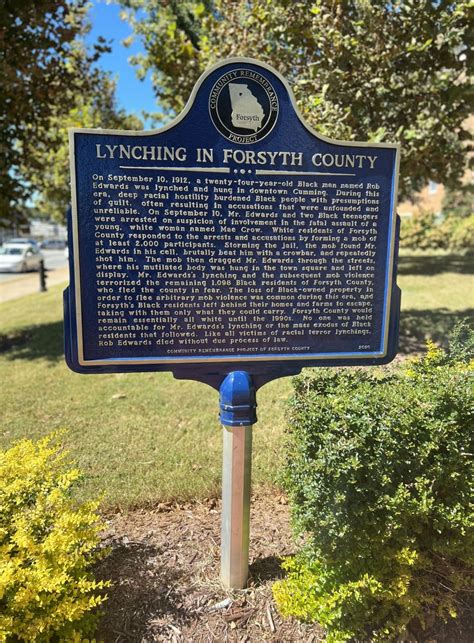 COMMUNITY REMEMBRANCE
Forsyth
PROJECT
LYNCHING IN FORSYTH COUNTY
On September 10, 1912, a twenty-four-year-old Black man named Rob
Edwards was lynched and hung in downtown Cumming. During this
era, deep racial hostility burdened Black people with presumptions
of guilt, often resulting in accusations that were unfounded and
unreliable. On September 10, Mr. Edwards and two Black teenagers
were arrested on suspicion of involvement in the fatal assault of a
young, white woman named Mae Crow. White residents of Forsyth
County responded to the arrests and accusations by forming a mob of
at least 2,000 participants. Storming the jail, the mob found Mr.
Edwards in his cell, brutally beat him with a crowbar, and repeatedly
shot him. The mob then dragged Mr. Edwards through the streets,
where his mutilated body was hung in the town square and left on
display. Mr. Edwards's lynching and the subsequent mob violence
terrorized the remaining 1,098 Black residents of Forsyth County,
who fled the county in fear. The loss of Black-owned property in
order to flee arbitrary mob violence was common during this era, and
Forsyth's Black residents left behind their homes and farms to escape,
taking with them only what they could carry. Forsyth County would
remain essentially all white until the 1990s. No one was held
accountable for Mr. Edwards's lynching or the mass exodus of Black
residents that followed. Like all victims of racial terror lynchings,
Rob Edwards died without due process of law.
COMMUNITY REMEMBRANCE PROJECT OF FORSYTH COUNTY